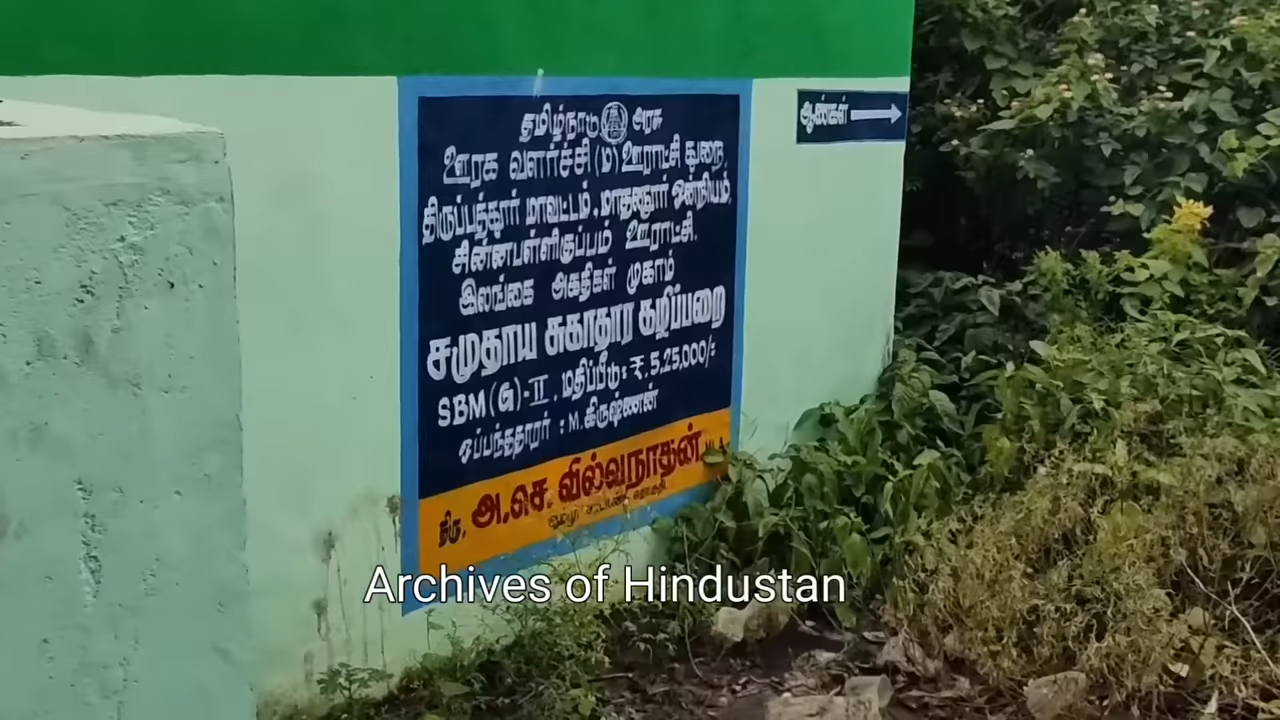 தமிழ்நாடு அரசு
ஊரக வளர்ச்சி (ம) ஊராட்சி துறை,
திருப்பத்தூர் மாவட்டம், மாதனூர் ஒன்றியம்,
சின்னபள்ளிகுப்பம் ஊராட்சி.
இலங்கை அகதிகள் முகாம்
சமுதாய சுகாதார கழிப்பறை
SBM (G)-II. மதிப்பீடு: ₹.5,25,000/-
ஒப்பந்ததாரர் : M.கிருஷ்ணன்
திரு. அ.செ. வில்வநாதன்
ஆண்கள்
Archives of Hindustan